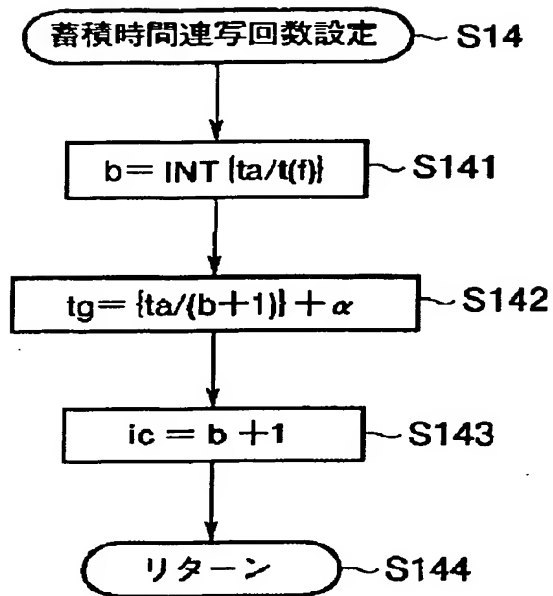 蓄積時間連写回数設定 S14
b= INT {ta/t(f)} S141
tg= {ta/(b+1)} + α S142
ic = b +1 S143
リターン S144